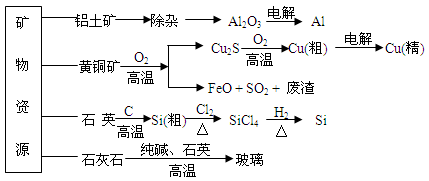 矿物资源
铝土矿 除杂 Al₂O₃ 电解 Al
黄铜矿 O₂ 高温 Cu₂S O₂ 高温 Cu(粗) 电解 Cu(精)
FeO + SO₂ + 废渣
石英 C 高温 Si(粗) Cl₂ △ SiCl₄ H₂ △ Si
石灰石 纯碱、石英 高温 玻璃